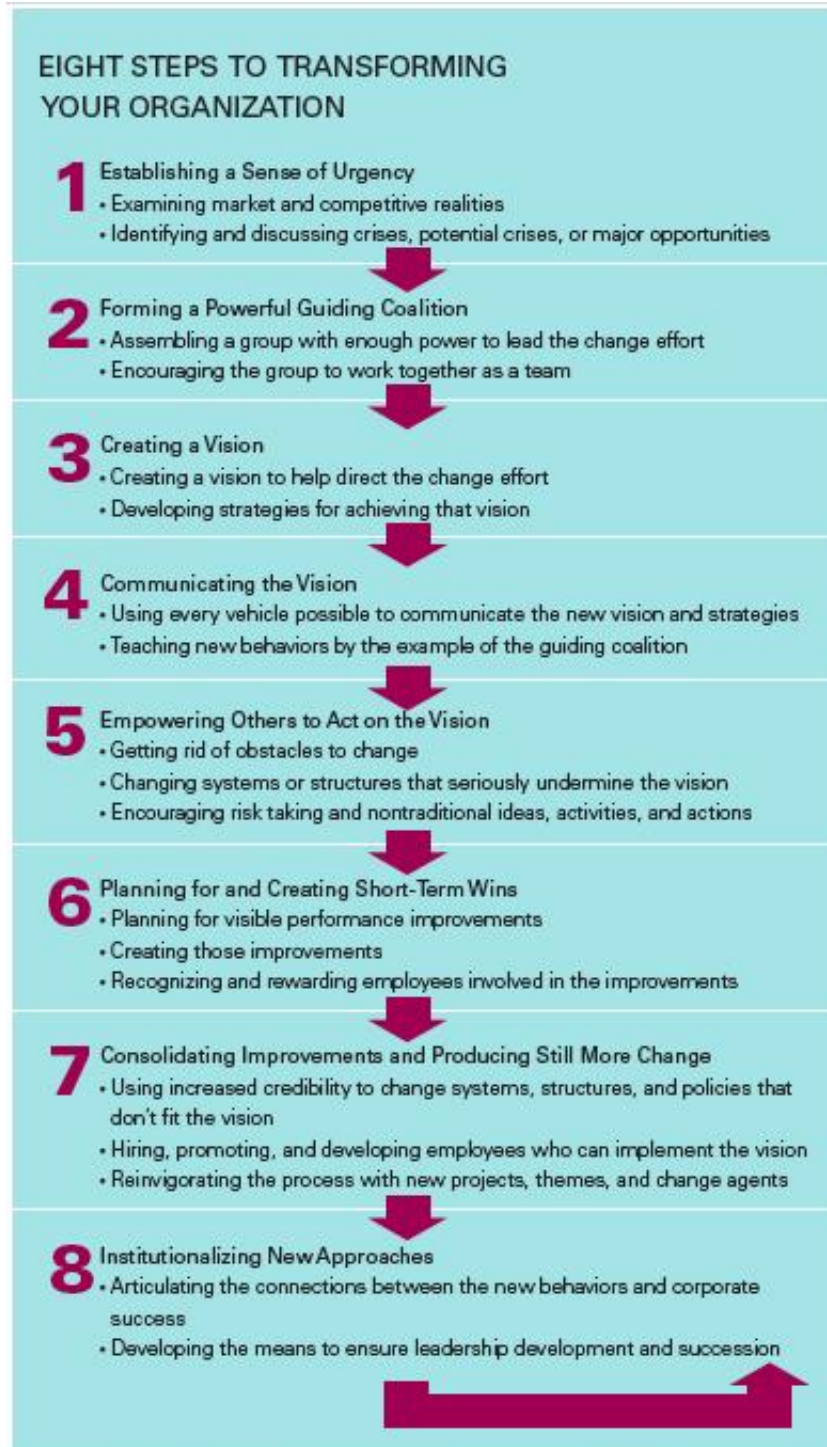 EIGHT STEPS TO TRANSFORMING
YOUR ORGANIZATION
1 Establishing a Sense of Urgency
• Examining market and competitive realities
• Identifying and discussing crises, potential crises, or major opportunities
2 Forming a Powerful Guiding Coalition
• Assembling a group with enough power to lead the change effort
• Encouraging the group to work together as a team
3 Creating a Vision
• Creating a vision to help direct the change effort
• Developing strategies for achieving that vision
4 Communicating the Vision
• Using every vehicle possible to communicate the new vision and strategies
• Teaching new behaviors by the example of the guiding coalition
5 Empowering Others to Act on the Vision
• Getting rid of obstacles to change
• Changing systems or structures that seriously undermine the vision
• Encouraging risk taking and nontraditional ideas, activities, and actions
6 Planning for and Creating Short-Term Wins
• Planning for visible performance improvements
• Creating those improvements
• Recognizing and rewarding employees involved in the improvements
7 Consolidating Improvements and Producing Still More Change
• Using increased credibility to change systems, structures, and policies that
don't fit the vision
• Hiring, promoting, and developing employees who can implement the vision
• Reinvigorating the process with new projects, themes, and change agents
8 Institutionalizing New Approaches
• Articulating the connections between the new behaviors and corporate
success
• Developing the means to ensure leadership development and succession